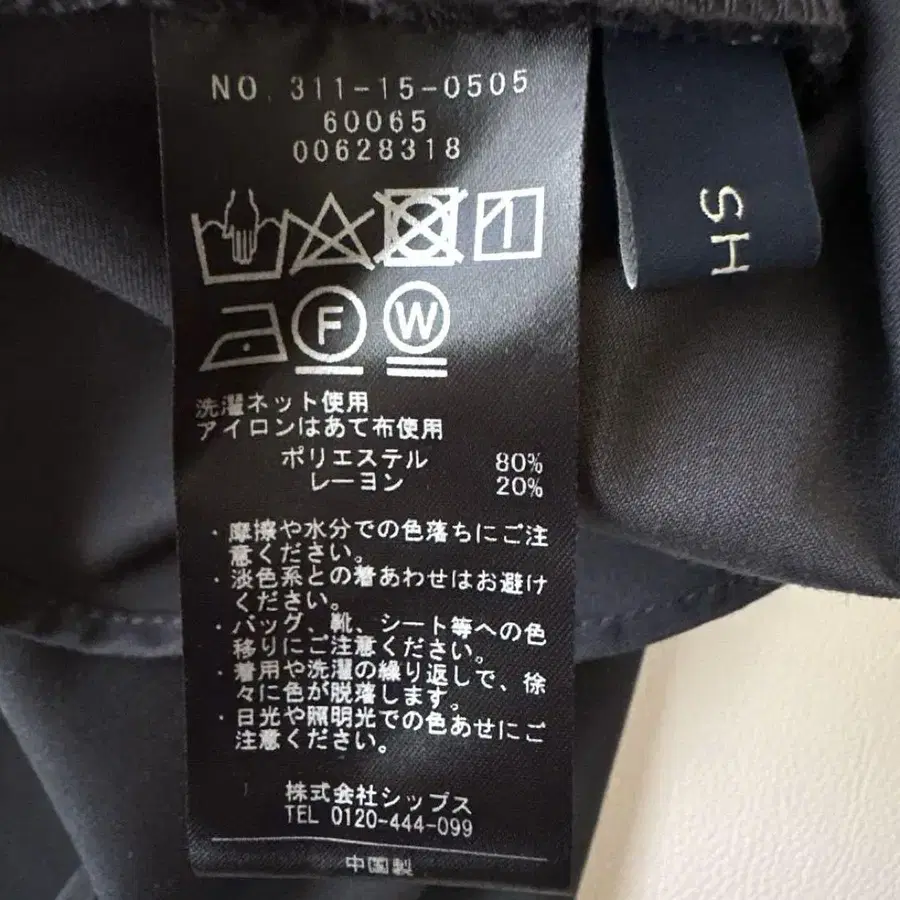 NO. 311-15-0505
60065
00628318
F W
洗濯ネット使用
アイロンはあて布使用
ポリエステル 80%
レーヨン 20%
・摩擦や水分での色落ちにご注
意ください。
・淡色系との着あわせはお避け
ください。
・バッグ、靴、シート等への色
移りにご注意ください。
・着用や洗濯の繰り返しで、徐
々に色が脱落します。
・日光や照明光での色あせにご
注意ください。
株式会社シップス
TEL 0120-444-099
中国製
SH